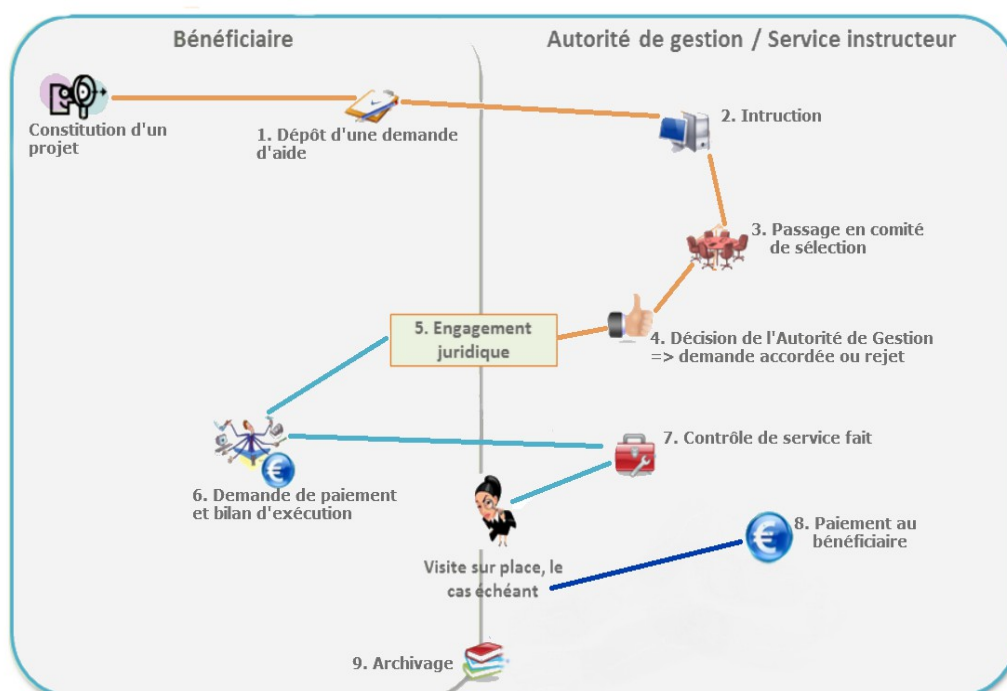 Bénéficiaire
Autorité de gestion / Service instructeur
Constitution d'un
projet
1. Dépôt d'une demande
d'aide
2. Intruction
3. Passage en comité
de sélection
4. Décision de l'Autorité de Gestion
=> demande accordée ou rejet
5. Engagement
juridique
6. Demande de paiement
et bilan d'exécution
7. Contrôle de service fait
Visite sur place, le
cas échéant
8. Paiement au
bénéficiaire
9. Archivage